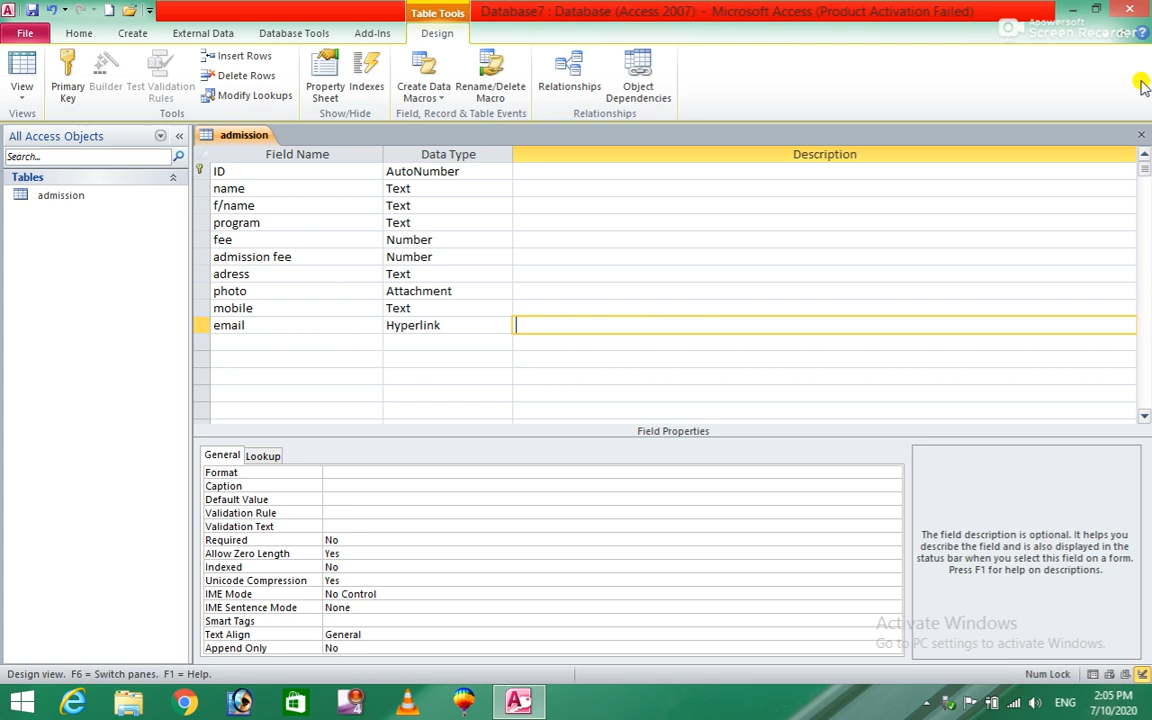 Table Tools
Database7 : Database (Access 2007) - Microsoft Access (Product Activation Failed)
Apowersoft
Screen Recorder
File Home Create External Data Database Tools Add-Ins Design
View
Primary Key
Builder
Test Validation Rules
Insert Rows
Delete Rows
Modify Lookups
Property Sheet
Indexes
Create Data Macros
Rename/Delete Macro
Relationships
Object Dependencies
Views Tools Show/Hide Field, Record & Table Events Relationships
All Access Objects
Search...
Tables
admission
admission
Field Name Data Type Description
ID AutoNumber
name Text
f/name Text
program Text
fee Number
admission fee Number
adress Text
photo Attachment
mobile Text
email Hyperlink
Field Properties
General Lookup
Format
Caption
Default Value
Validation Rule
Validation Text
Required No
Allow Zero Length Yes
Indexed No
Unicode Compression Yes
IME Mode No Control
IME Sentence Mode None
Smart Tags
Text Align General
Append Only No
The field description is optional. It helps you
describe the field and is also displayed in the
status bar when you select this field on a form.
Press F1 for help on descriptions.
Activate Windows
Go to PC settings to activate Windows.
Design view. F6 = Switch panes. F1 = Help.
Num Lock
ENG
2:05 PM
7/10/2020